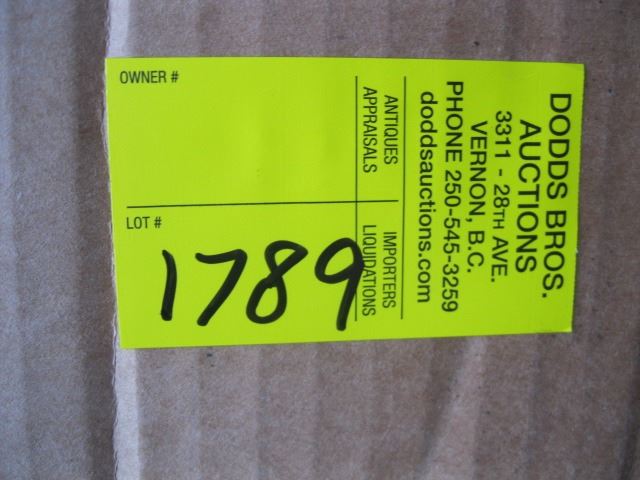 DODDS BROS.
AUCTIONS
3311 - 28TH AVE.
VERNON, B.C.
PHONE 250-545-3259
doddsauctions.com
ANTIQUES IMPORTERS
APPRAISALS LIQUIDATIONS
OWNER #
LOT #
1789